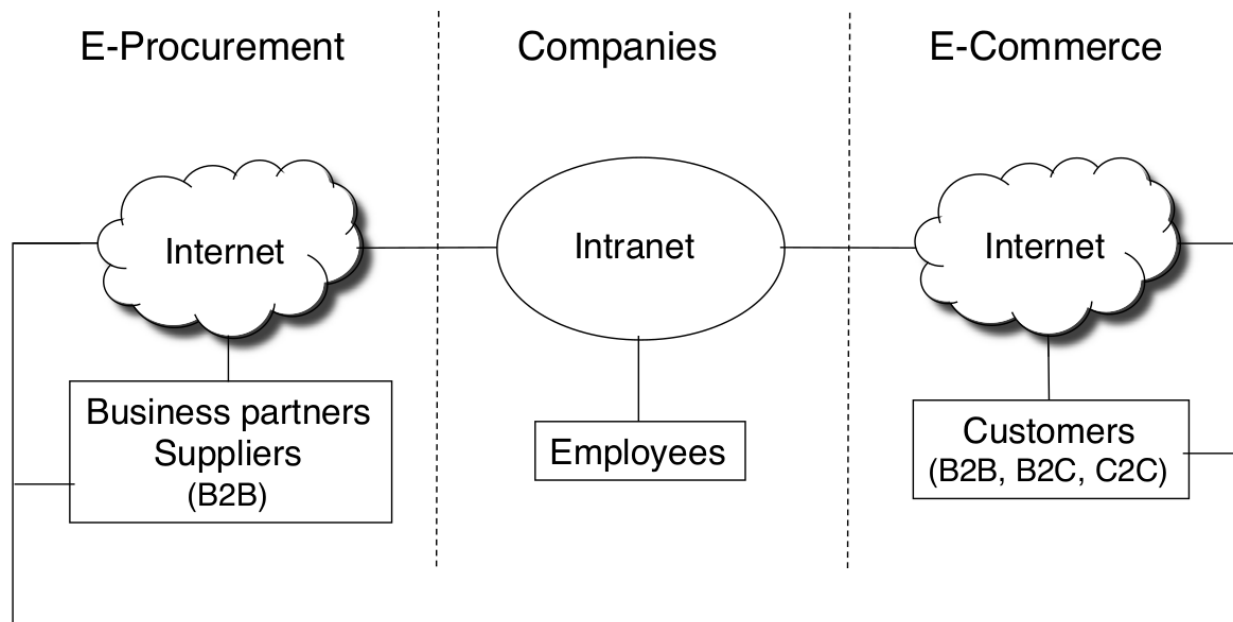 E-Procurement
Companies
E-Commerce
Internet
Intranet
Internet
Business partners
Suppliers
(B2B)
Employees
Customers
(B2B, B2C, C2C)